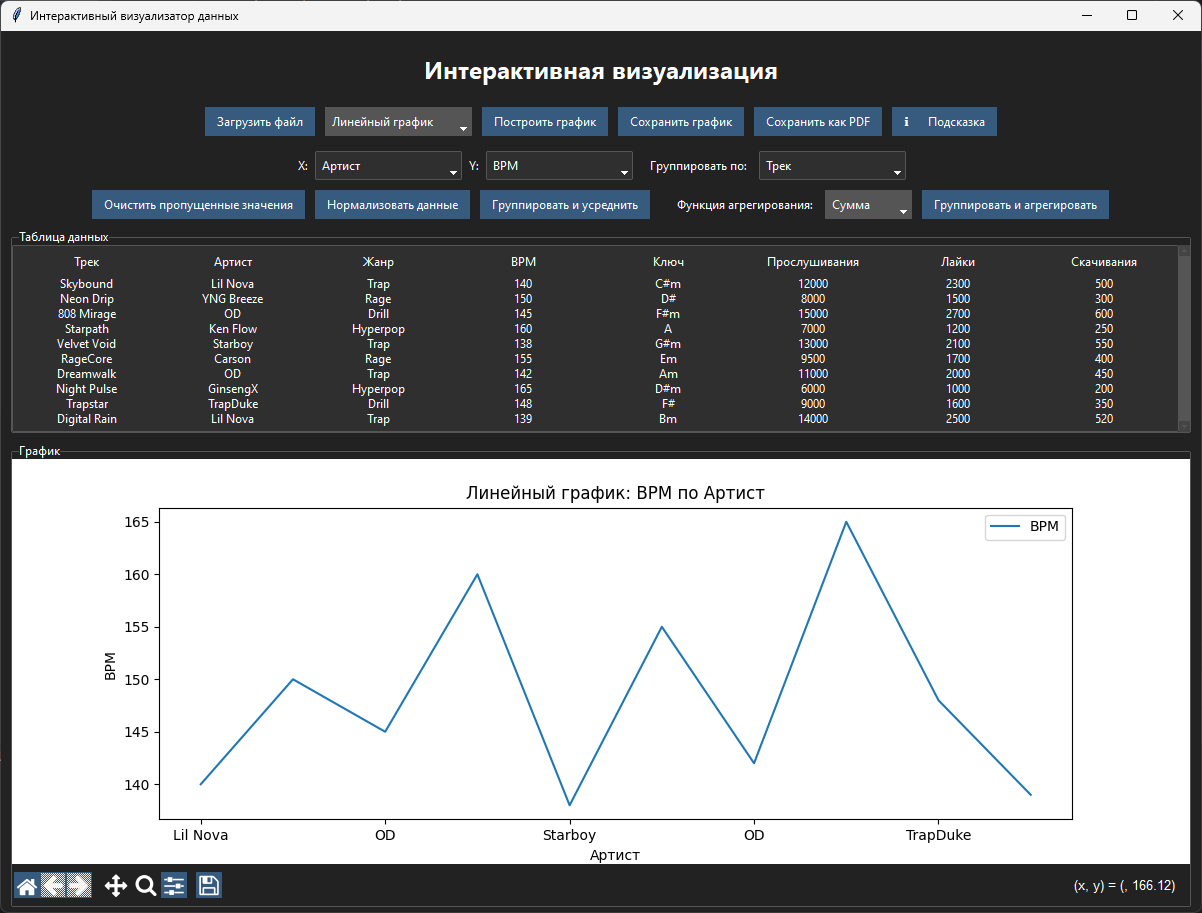 Интерактивный визуализатор данных
Интерактивная визуализация
Загрузить файл Линейный график Построить график Сохранить график Сохранить как PDF i Подсказка
X: Артист Y: BPM Группировать по: Трек
Очистить пропущенные значения Нормализовать данные Группировать и усреднить Функция агрегирования: Сумма Группировать и агрегировать
Таблица данных
Трек Артист Жанр BPM Ключ Прослушивания Лайки Скачивания
Skybound Lil Nova Trap 140 C#m 12000 2300 500
Neon Drip YNG Breeze Rage 150 D# 8000 1500 300
808 Mirage OD Drill 145 F#m 15000 2700 600
Starpath Ken Flow Hyperpop 160 A 7000 1200 250
Velvet Void Starboy Trap 138 G#m 13000 2100 550
RageCore Carson Rage 155 Em 9500 1700 400
Dreamwalk OD Trap 142 Am 11000 2000 450
Night Pulse GinsengX Hyperpop 165 D#m 6000 1000 200
Trapstar TrapDuke Drill 148 F# 9000 1600 350
Digital Rain Lil Nova Trap 139 Bm 14000 2500 520
График
Линейный график: BPM по Артист
BPM
165
160
155
150
145
140
BPM
Lil Nova OD Starboy OD TrapDuke
Артист
(x, y) = (, 166.12)